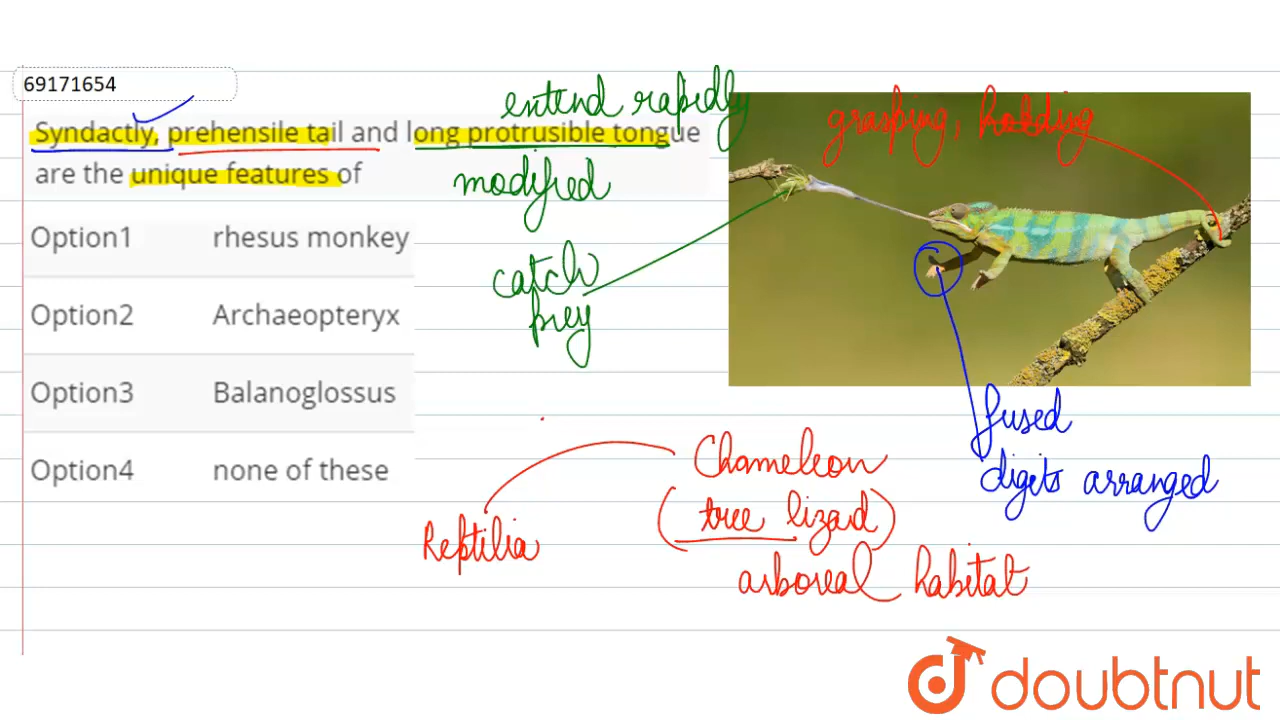 69171654
Syndactly, prehensile tail and long protrusible tongue
are the unique features of
Option1 rhesus monkey
Option2 Archaeopteryx
Option3 Balanoglossus
Option4 none of these
extend rapidly
modified
catch
prey
grasping, holding
fused
digits arranged
Chameleon
(tree lizard)
arboreal habitat
Reptilia
doubtnut